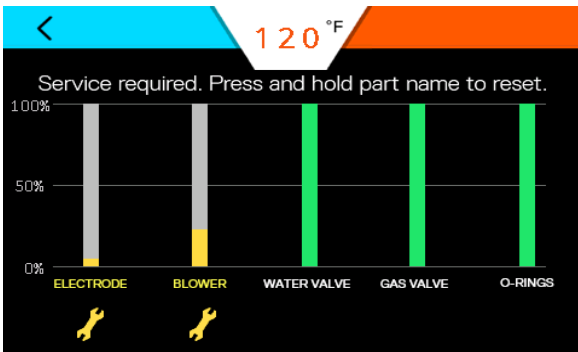 120°F
Service required. Press and hold part name to reset.
100%
50%
0%
ELECTRODE BLOWER WATER VALVE GAS VALVE O-RINGS